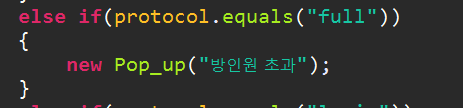 else if(protocol.equals("full"))
{
new Pop_up("방인원 초과");
}